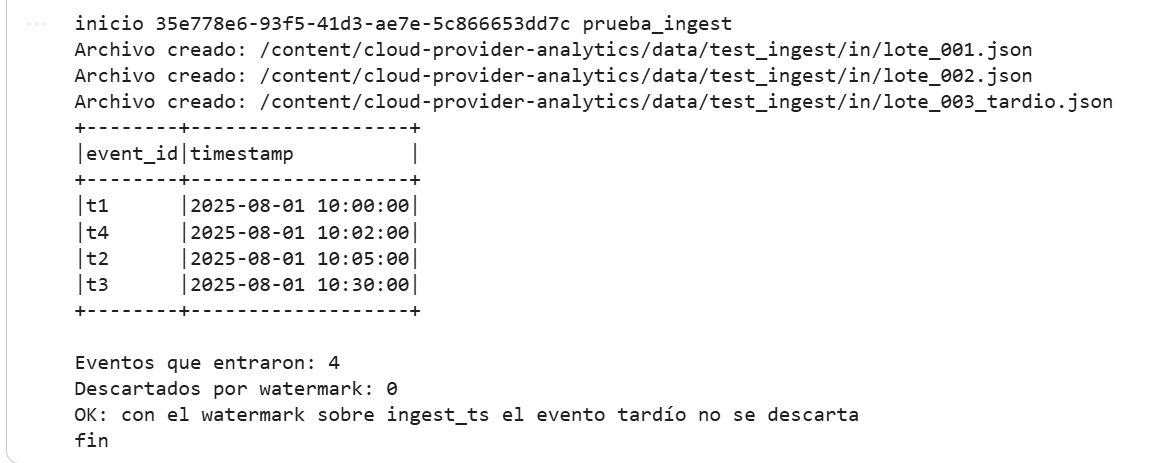 inicio 35e778e6-93f5-41d3-ae7e-5c866653dd7c prueba_ingest
Archivo creado: /content/cloud-provider-analytics/data/test_ingest/in/lote_001.json
Archivo creado: /content/cloud-provider-analytics/data/test_ingest/in/lote_002.json
Archivo creado: /content/cloud-provider-analytics/data/test_ingest/in/lote_003_tardio.json
+--------+-------------------+
|event_id|timestamp          |
+--------+-------------------+
|t1      |2025-08-01 10:00:00|
|t4      |2025-08-01 10:02:00|
|t2      |2025-08-01 10:05:00|
|t3      |2025-08-01 10:30:00|
+--------+-------------------+
Eventos que entraron: 4
Descartados por watermark: 0
OK: con el watermark sobre ingest_ts el evento tardío no se descarta
fin